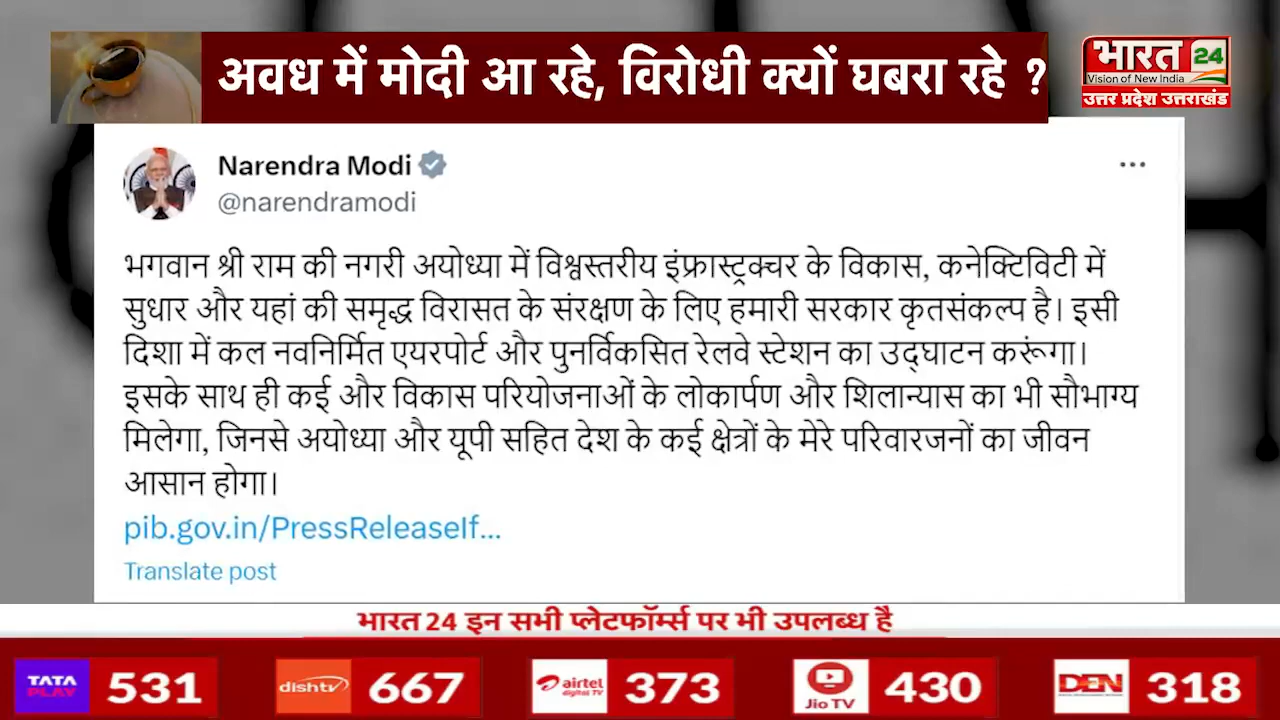 अवध में मोदी आ रहे, विरोधी क्यों घबरा रहे ?
भारत 24
Vision of New India
उत्तर प्रदेश उत्तराखंड
Narendra Modi
@narendramodi
भगवान श्री राम की नगरी अयोध्या में विश्वस्तरीय इंफ्रास्ट्रक्चर के विकास, कनेक्टिविटी में
सुधार और यहां की समृद्ध विरासत के संरक्षण के लिए हमारी सरकार कृतसंकल्प है। इसी
दिशा में कल नवनिर्मित एयरपोर्ट और पुनर्विकसित रेलवे स्टेशन का उद्घाटन करूंगा।
इसके साथ ही कई और विकास परियोजनाओं के लोकार्पण और शिलान्यास का भी सौभाग्य
मिलेगा, जिनसे अयोध्या और यूपी सहित देश के कई क्षेत्रों के मेरे परिवारजनों का जीवन
आसान होगा।
pib.gov.in/PressReleaseIf...
Translate post
भारत 24 इन सभी प्लेटफॉर्म्स पर भी उपलब्ध है
TATA PLAY 531 dishtv 667 airtel digital TV 373 JioTV 430 DEN 318